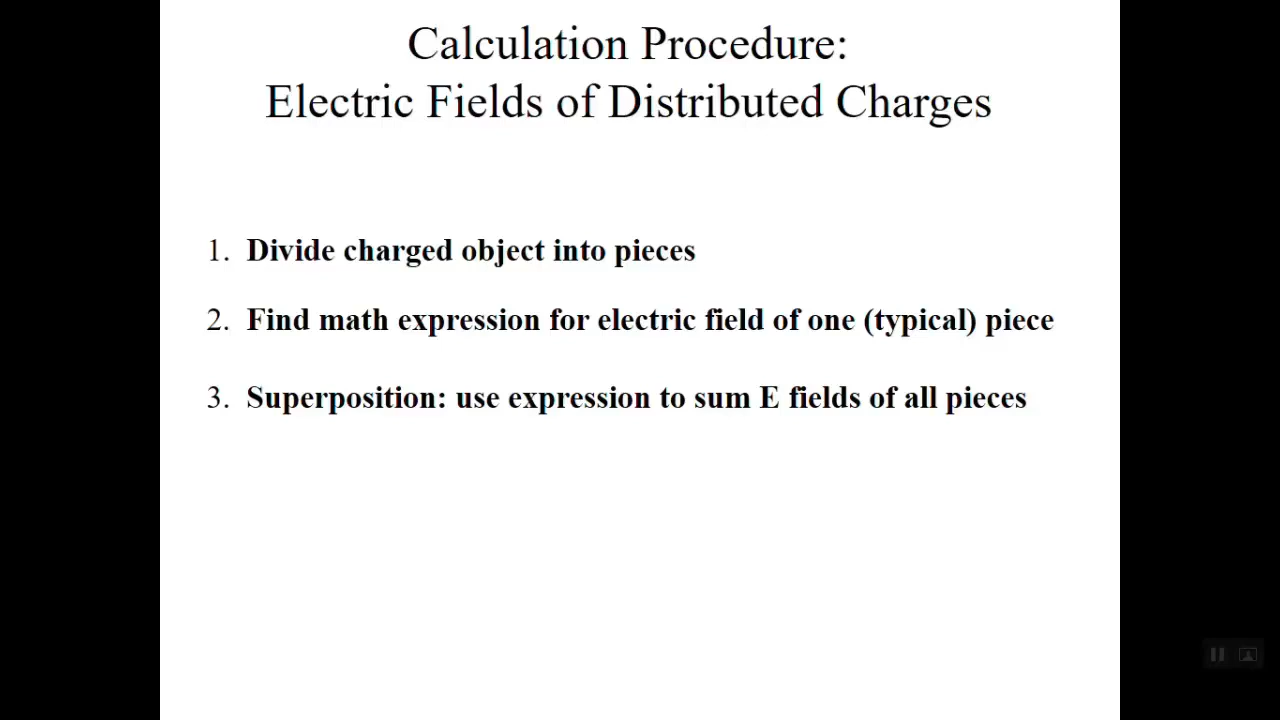 Calculation Procedure:
Electric Fields of Distributed Charges
1. Divide charged object into pieces
2. Find math expression for electric field of one (typical) piece
3. Superposition: use expression to sum E fields of all pieces